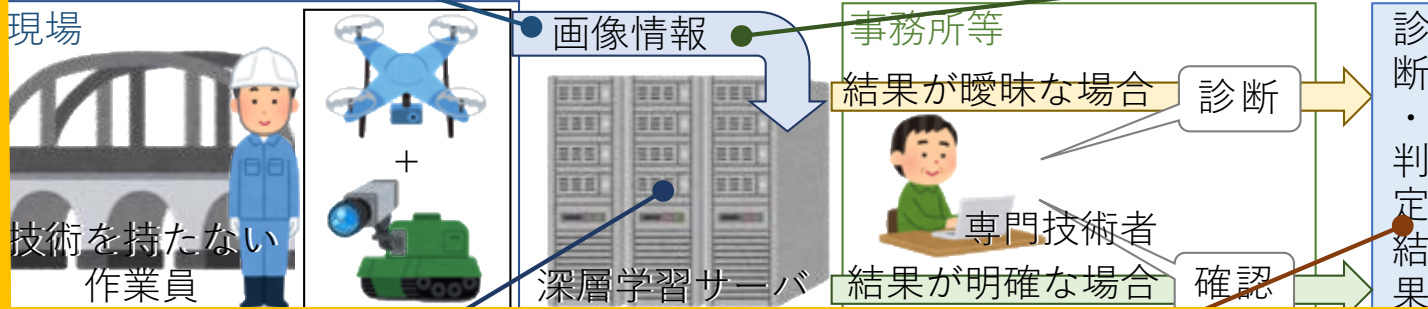 現場
技術を持たない
作業員
+
画像情報
深層学習サーバ
事務所等
結果が曖昧な場合
診断
専門技術者
結果が明確な場合
確認
診断・判定結果